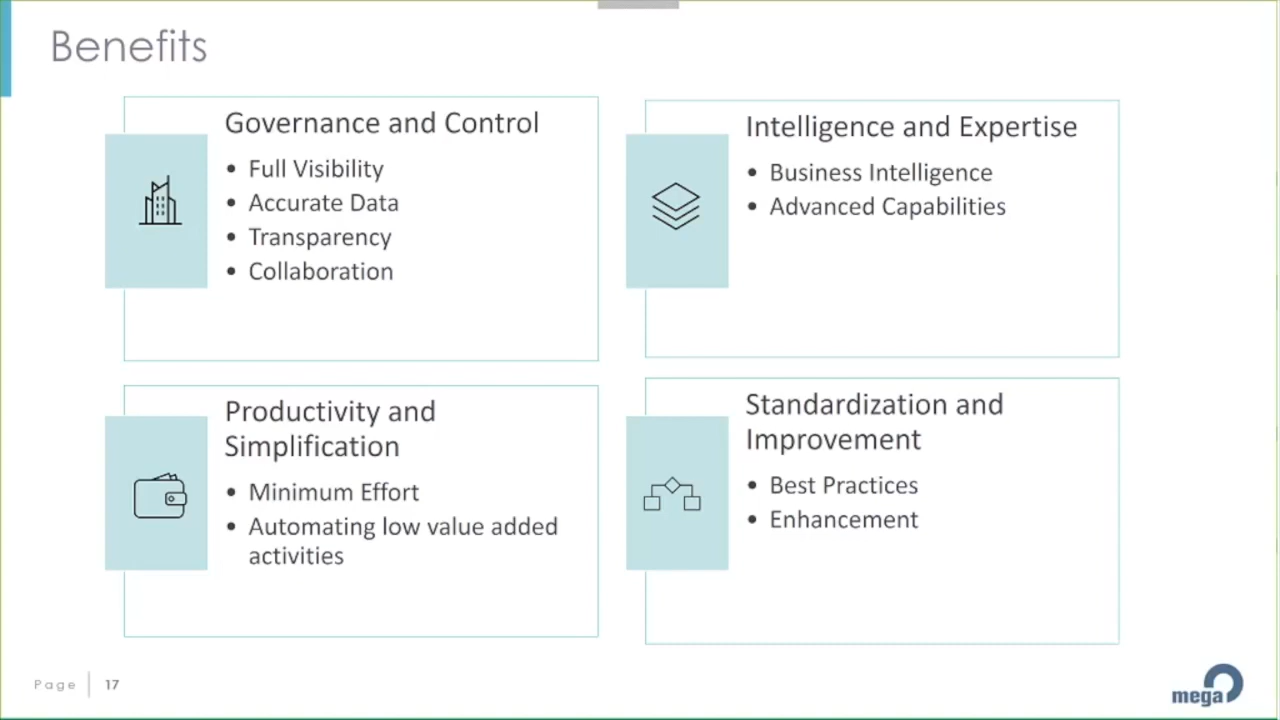 Benefits
Governance and Control
• Full Visibility
• Accurate Data
• Transparency
• Collaboration
Intelligence and Expertise
• Business Intelligence
• Advanced Capabilities
Productivity and
Simplification
• Minimum Effort
• Automating low value added
activities
Standardization and
Improvement
• Best Practices
• Enhancement
Page 17
mega